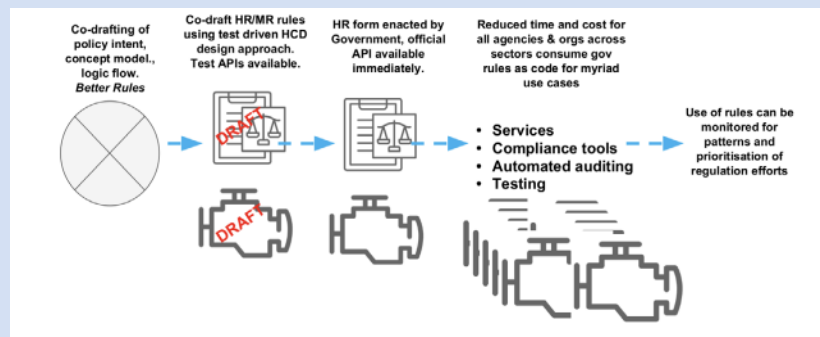 Co-drafting of
policy intent,
concept model.,
logic flow.
Better Rules
Co-draft HR/MR rules
using test driven HCD
design approach.
Test APIs available.
HR form enacted by
Government, official
API available
immediately.
Reduced time and cost for
all agencies & orgs across
sectors consume gov
rules as code for myriad
use cases
DRAFT
DRAFT
• Services
• Compliance tools
• Automated auditing
• Testing
Use of rules can be
monitored for
patterns and
prioritisation of
regulation efforts